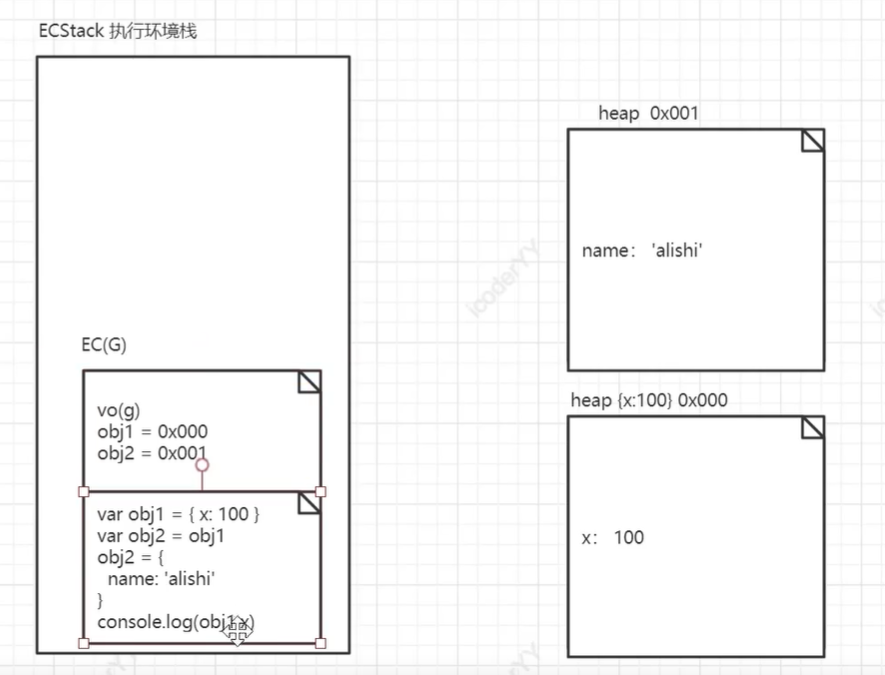 ECStack 执行环境栈
heap 0x001
name： 'alishi'
EC(G)
vo(g)
obj1 = 0x000
obj2 = 0x001
heap {x:100} 0x000
var obj1 = { x: 100 }
var obj2 = obj1
obj2 = {
name: 'alishi'
}
console.log(obj1.x)
x： 100
icoderYY